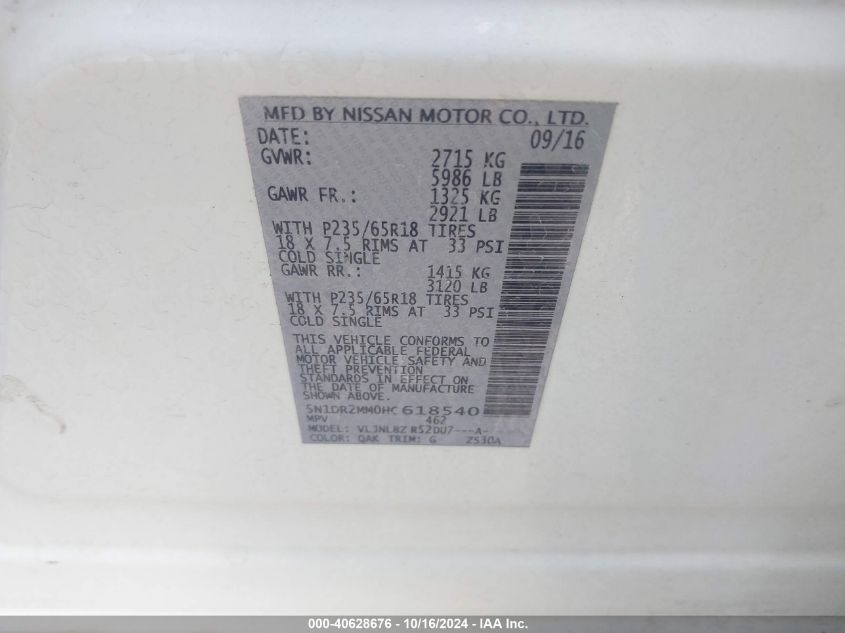 MFD BY NISSAN MOTOR CO., LTD.
DATE: 09/16
GVWR: 2715 KG
5986 LB
GAWR FR.: 1325 KG
2921 LB
WITH P235/65R18 TIRES
18 X 7.5 RIMS AT 33 PSI
COLD SINGLE
GAWR RR.: 1415 KG
3120 LB
WITH P235/65R18 TIRES
18 X 7.5 RIMS AT 33 PSI
COLD SINGLE
THIS VEHICLE CONFORMS TO
ALL APPLICABLE FEDERAL
MOTOR VEHICLE SAFETY AND
THEFT PREVENTION
STANDARDS IN EFFECT ON
THE DATE OF MANUFACTURE
SHOWN ABOVE.
5N1DR2MM0HC618540
MPV 462
MODEL: VLJNLBZ R52DU7---A-
COLOR: QAK TRIM: G ZS30A
000-40628676 - 10/16/2024 - IAA Inc.